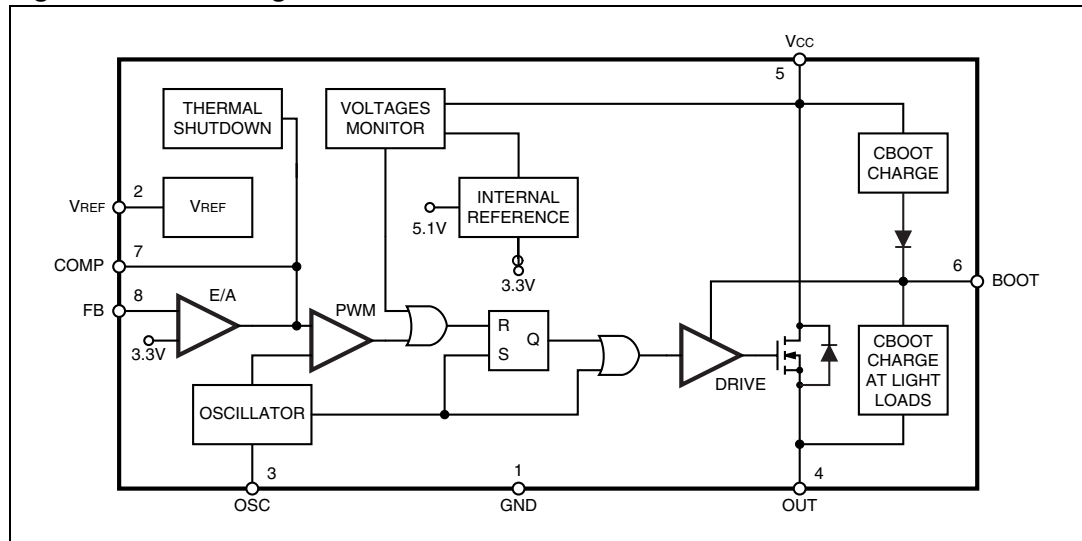 Vcc
5
THERMAL
SHUTDOWN
VOLTAGES
MONITOR
CBOOT
CHARGE
2
VREF
VREF
INTERNAL
REFERENCE
5.1V
3.3V
7
COMP
6
BOOT
8
FB
E/A
3.3V
PWM
R
S
Q
DRIVE
CBOOT
CHARGE
AT LIGHT
LOADS
OSCILLATOR
3
OSC
1
GND
4
OUT